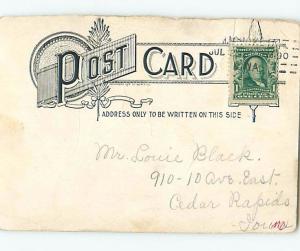 POST CARD
JUL
ADDRESS ONLY TO BE WRITTEN ON THIS SIDE
Mr. Louie Black.
910-10 Ave. East.
Cedar Rapids
Iowa